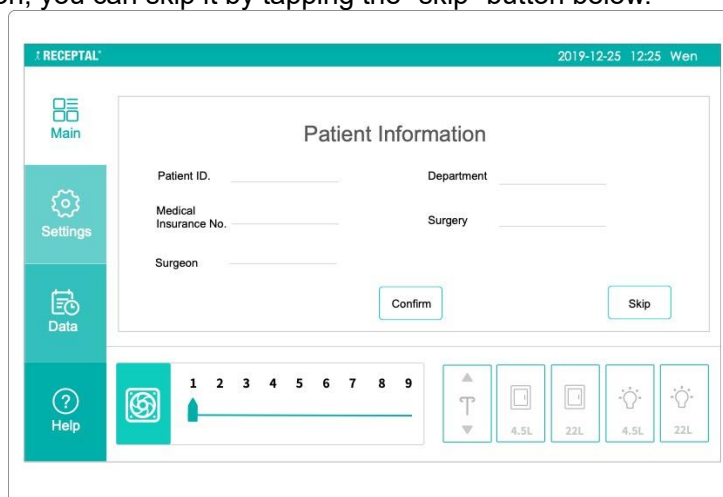 on, you can skip it by tapping the "skip" button below.
RECEPTAL®
2019-12-25 12:25 Wen
Main
Settings
Data
Help
Patient Information
Patient ID.
Department
Medical
Insurance No.
Surgery
Surgeon
Confirm
Skip
1 2 3 4 5 6 7 8 9
4.5L
22L
4.5L
22L